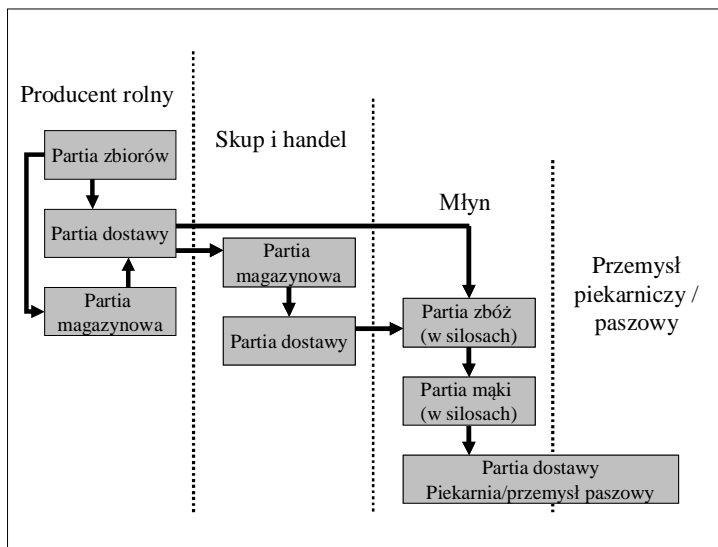 Producent rolny
Partia zbiorów
Partia dostawy
Partia
magazynowa
Skup i handel
Partia
magazynowa
Partia dostawy
Młyn
Partia zbóż
(w silosach)
Partia mąki
(w silosach)
Przemysł
piekarniczy /
paszowy
Partia dostawy
Piekarnia/przemysł paszowy